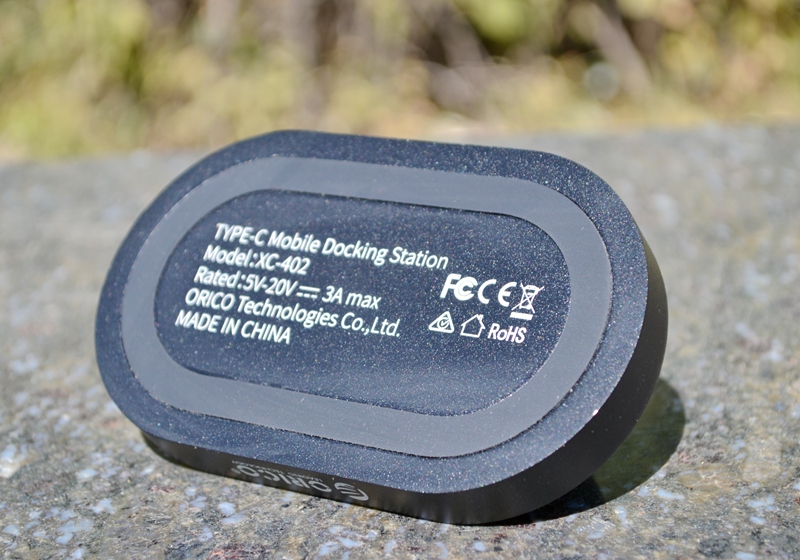 TYPE-C Mobile Docking Station
Model:XC-402
Rated:5V-20V⎓3A max
ORICO Technologies Co.,Ltd.
MADE IN CHINA
FC CE
RoHS
ORICO